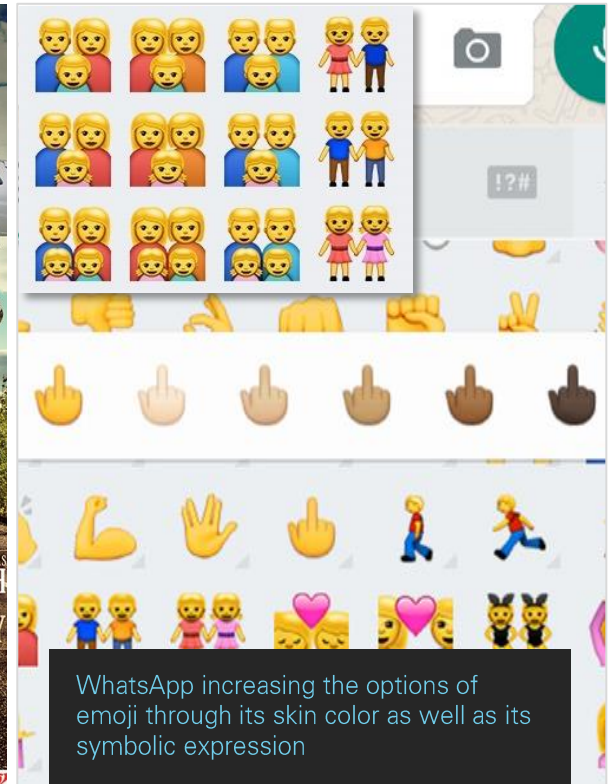 !?#
WhatsApp increasing the options of
emoji through its skin color as well as its
symbolic expression